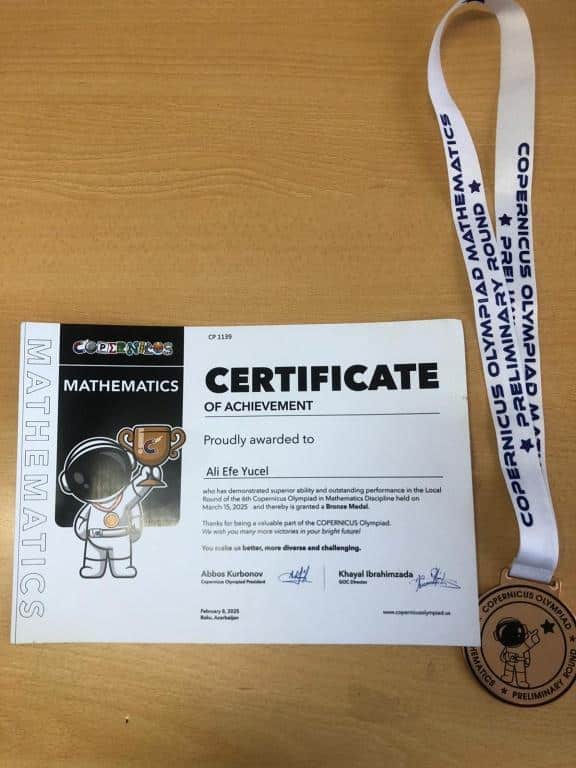 CP 1139
COPERNICUS
MATHEMATICS
MATHEMATICS
CERTIFICATE
OF ACHIEVEMENT
Proudly awarded to
Ali Efe Yucel
who has demonstrated superior ability and outstanding performance in the Local
Round of the 6th Copernicus Olympiad in Mathematics Discipline held on
March 15, 2025 and thereby is granted a Bronze Medal.
Thanks for being a valuable part of the COPERNICUS Olympiad.
We wish you many more victories in your bright future!
You make us better, more diverse and challenging.
Abbos Kurbonov
Copernicus Olympiad President
Khayal Ibrahimzada
GOC Director
February 8, 2025
Baku, Azerbaijan
www.copernicusolympiad.us
COPERNICUS OLYMPIAD MATHEMATICS
PRELIMINARY ROUND
COPERNICUS OLYMPIAD
COPERNICUS OLYMPIAD
PRELIMINARY ROUND